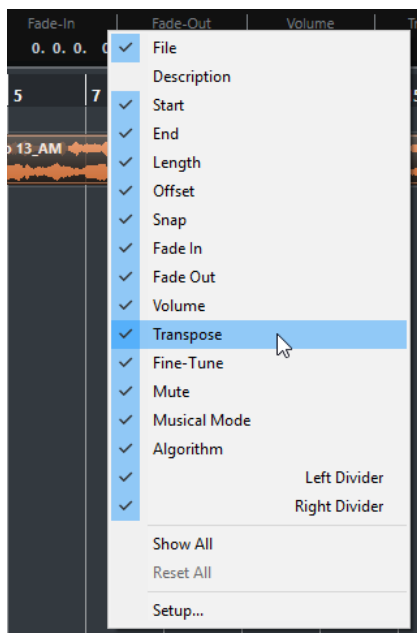 Fade-In Fade-Out Volume
0. 0. 0.
5 7
13_AM
File
Description
Start
End
Length
Offset
Snap
Fade In
Fade Out
Volume
Transpose
Fine-Tune
Mute
Musical Mode
Algorithm
Left Divider
Right Divider
Show All
Reset All
Setup...